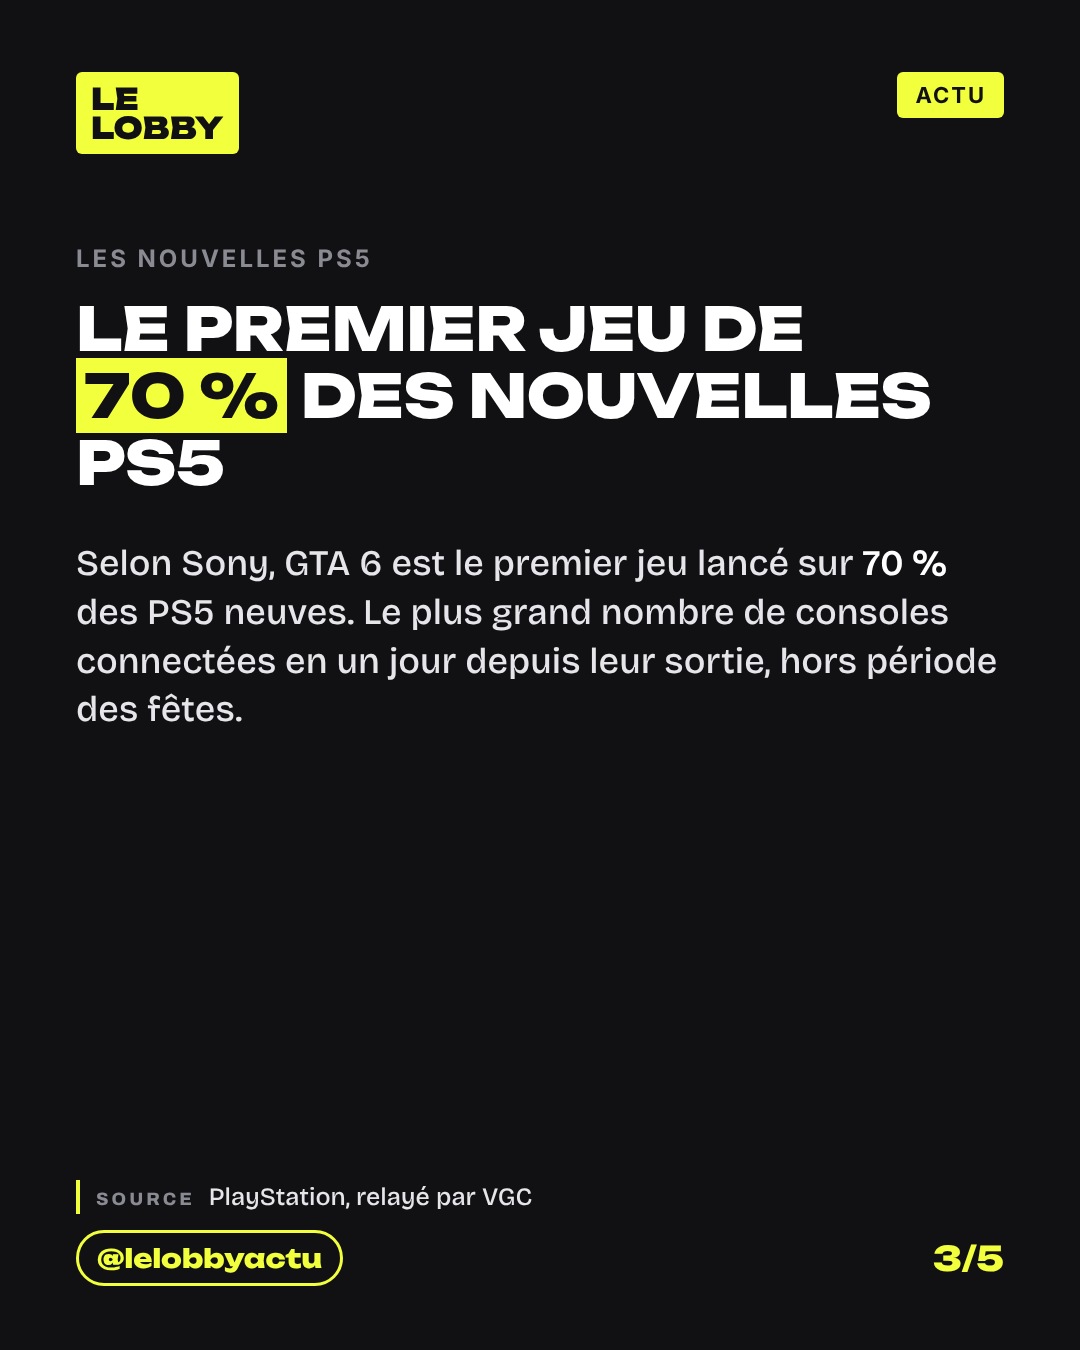 LE
LOBBY
ACTU
LES NOUVELLES PS5
LE PREMIER JEU DE
70 % DES NOUVELLES
PS5
Selon Sony, GTA 6 est le premier jeu lancé sur 70 %
des PS5 neuves. Le plus grand nombre de consoles
connectées en un jour depuis leur sortie, hors période
des fêtes.
SOURCE PlayStation, relayé par VGC
@lelobbyactu
3/5